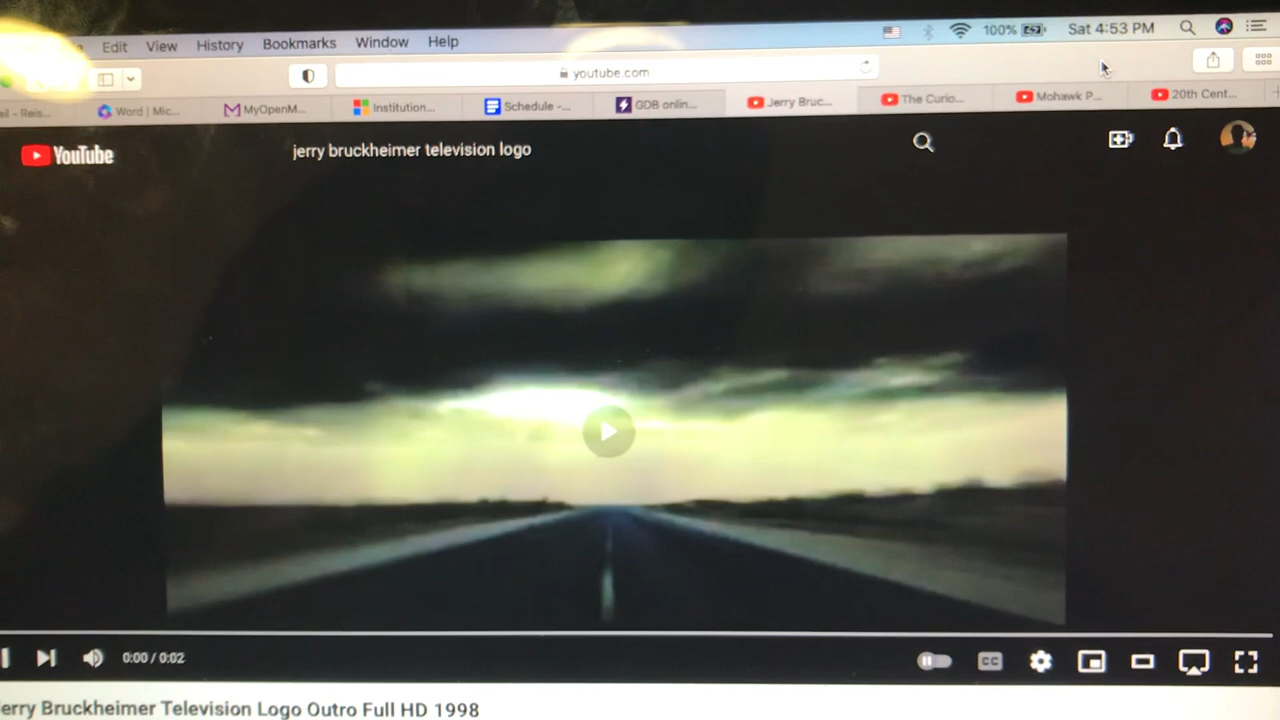 Edit View History Bookmarks Window Help 100% Sat 4:53 PM
youtube.com
Reis... Word | Mic... MyOpenM... Institution... Schedule -... GDB onlin... Jerry Bruc... The Curio... Mohawk P... 20th Cent...
YouTube jerry bruckheimer television logo
0:00 / 0:02 CC
erry Bruckheimer Television Logo Outro Full HD 1998